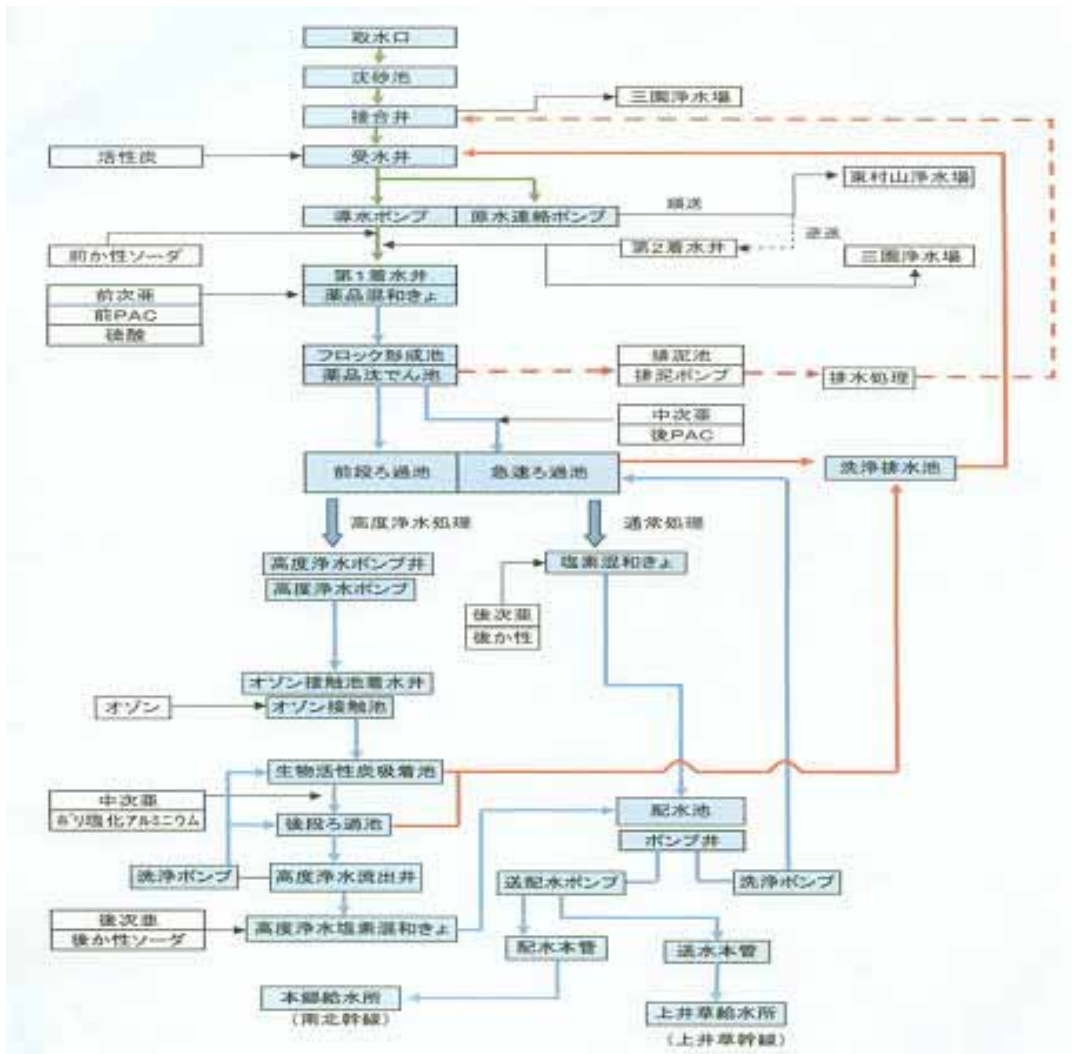 取水口
沈砂池
接合井
三園浄水場
活性炭
受水井
東村山浄水場
導水ポンプ
原水連絡ポンプ
順送
前か性ソーダ
第2着水井
逆送
三園浄水場
第1着水井
薬品混和きょ
前次亜
前PAC
硫酸
フロック形成池
薬品沈でん池
排泥池
排泥ポンプ
排水処理
中次亜
後PAC
前段ろ過池
急速ろ過池
洗浄排水池
高度浄水処理
通常処理
高度浄水ポンプ井
高度浄水ポンプ
塩素混和きょ
後次亜
後か性
オゾン接触池着水井
オゾン
オゾン接触池
生物活性炭吸着池
中次亜
ポリ塩化アルミニウム
配水池
後段ろ過池
ポンプ井
洗浄ポンプ
高度浄水流出井
送配水ポンプ
洗浄ポンプ
後次亜
後か性ソーダ
高度浄水塩素混和きょ
配水本管
送水本管
本郷給水所
(南北幹線)
上井草給水所
(上井草幹線)